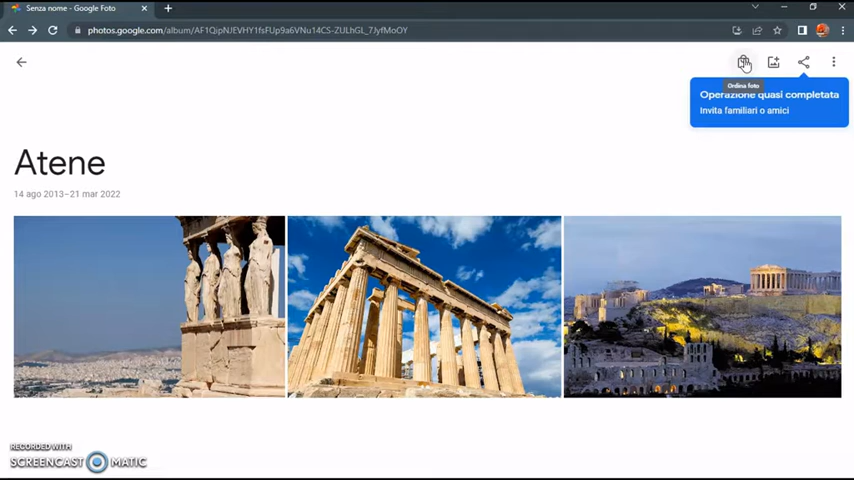 Senza nome - Google Foto
photos.google.com/album/AF1QipNJEVHY1fsFUp9a6VNu14CS-ZULhGL_7JyfMoOY
Ordina foto
Operazione quasi completata
Invita familiari o amici
Atene
14 ago 2013–21 mar 2022
RECORDED WITH
SCREENCAST MATIC